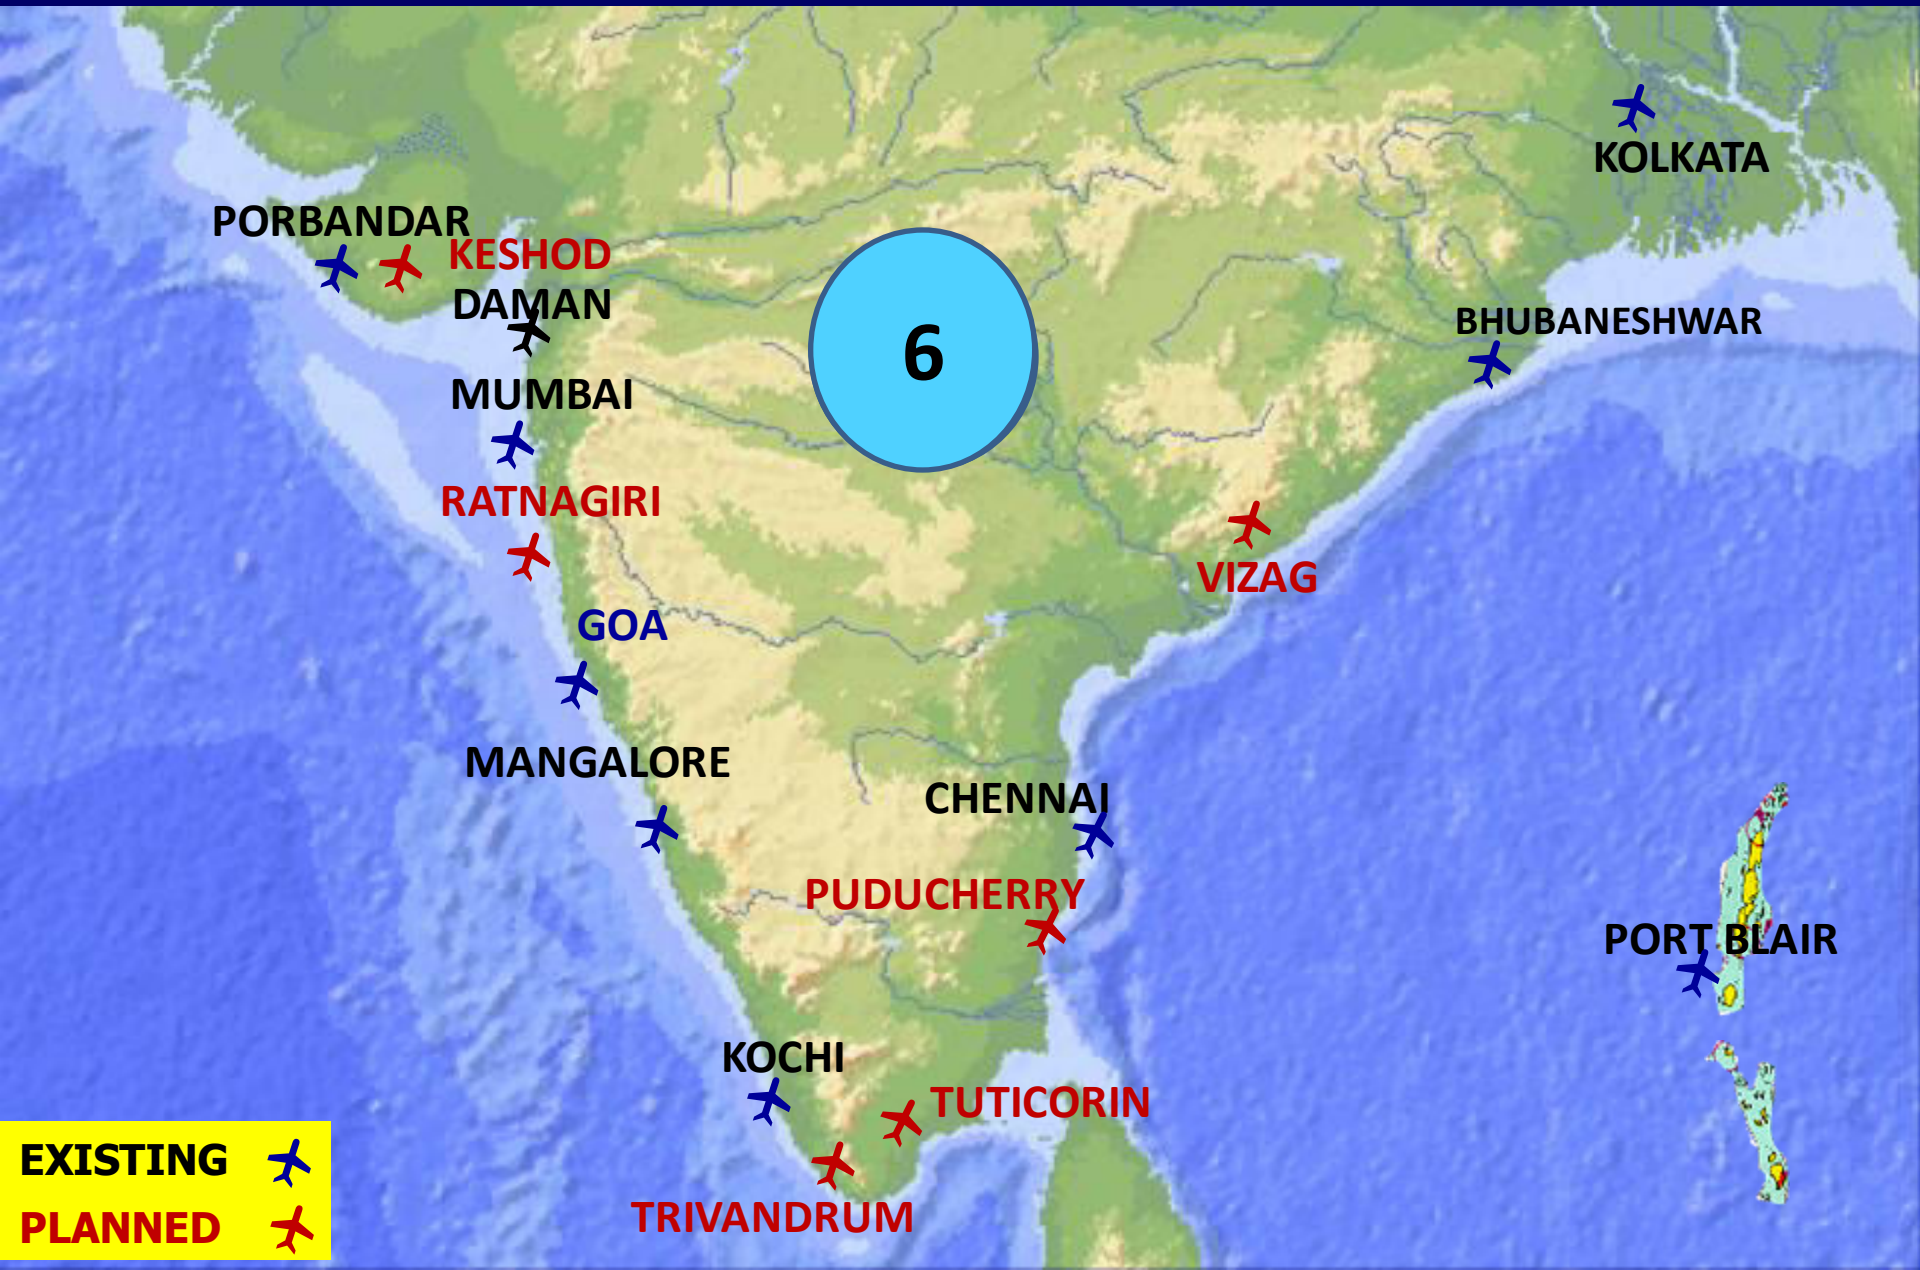 KOLKATA
PORBANDAR
KESHOD
DAMAN
BHUBANESHWAR
6
MUMBAI
RATNAGIRI
VIZAG
GOA
MANGALORE
CHENNAI
PUDUCHERRY
PORT BLAIR
KOCHI
TUTICORIN
TRIVANDRUM
EXISTING
PLANNED